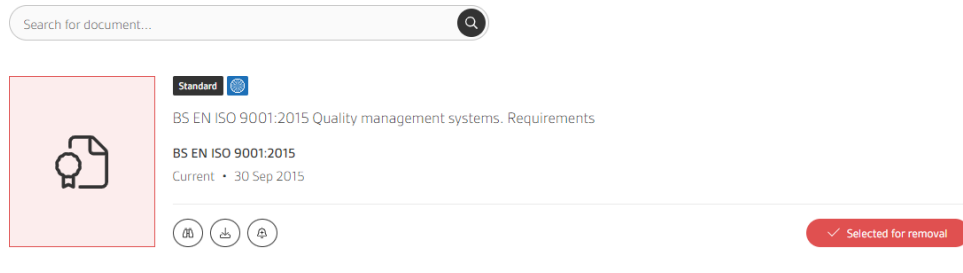 Search for document...
Standard
BS EN ISO 9001:2015 Quality management systems. Requirements
BS EN ISO 9001:2015
Current • 30 Sep 2015
Selected for removal